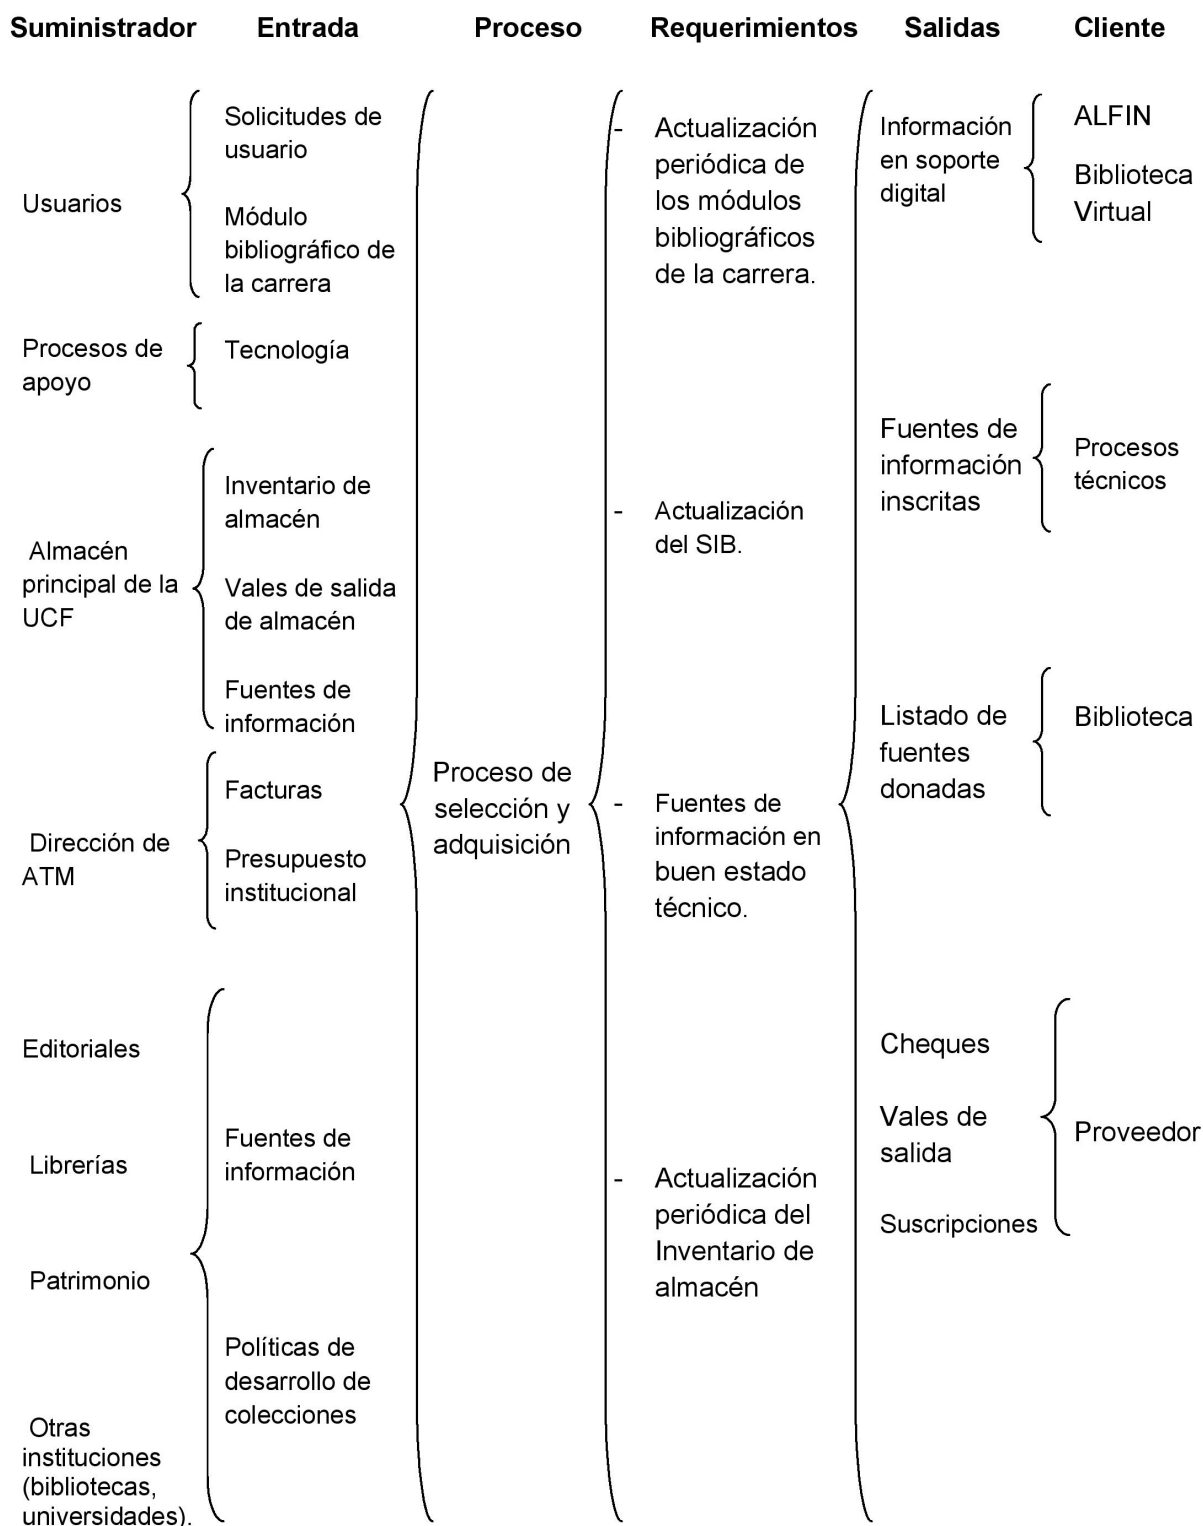 Suministrador Entrada Proceso Requerimientos Salidas Cliente
Usuarios
Solicitudes de
usuario
Módulo
bibliográfico de
la carrera
Procesos de
apoyo
Tecnología
Almacén
principal de la
UCF
Inventario de
almacén
Vales de salida
de almacén
Fuentes de
información
Dirección de
ATM
Facturas
Presupuesto
institucional
Editoriales
Librerías
Patrimonio
Otras
instituciones
(bibliotecas,
universidades).
Fuentes de
información
Políticas de
desarrollo de
colecciones
Proceso de
selección y
adquisición
- Actualización
periódica de
los módulos
bibliográficos
de la carrera.
- Actualización
del SIB.
- Fuentes de
información en
buen estado
técnico.
- Actualización
periódica del
Inventario de
almacén
Información
en soporte
digital
ALFIN
Biblioteca
Virtual
Fuentes de
información
inscritas
Procesos
técnicos
Listado de
fuentes
donadas
Biblioteca
Cheques
Vales de
salida
Suscripciones
Proveedor